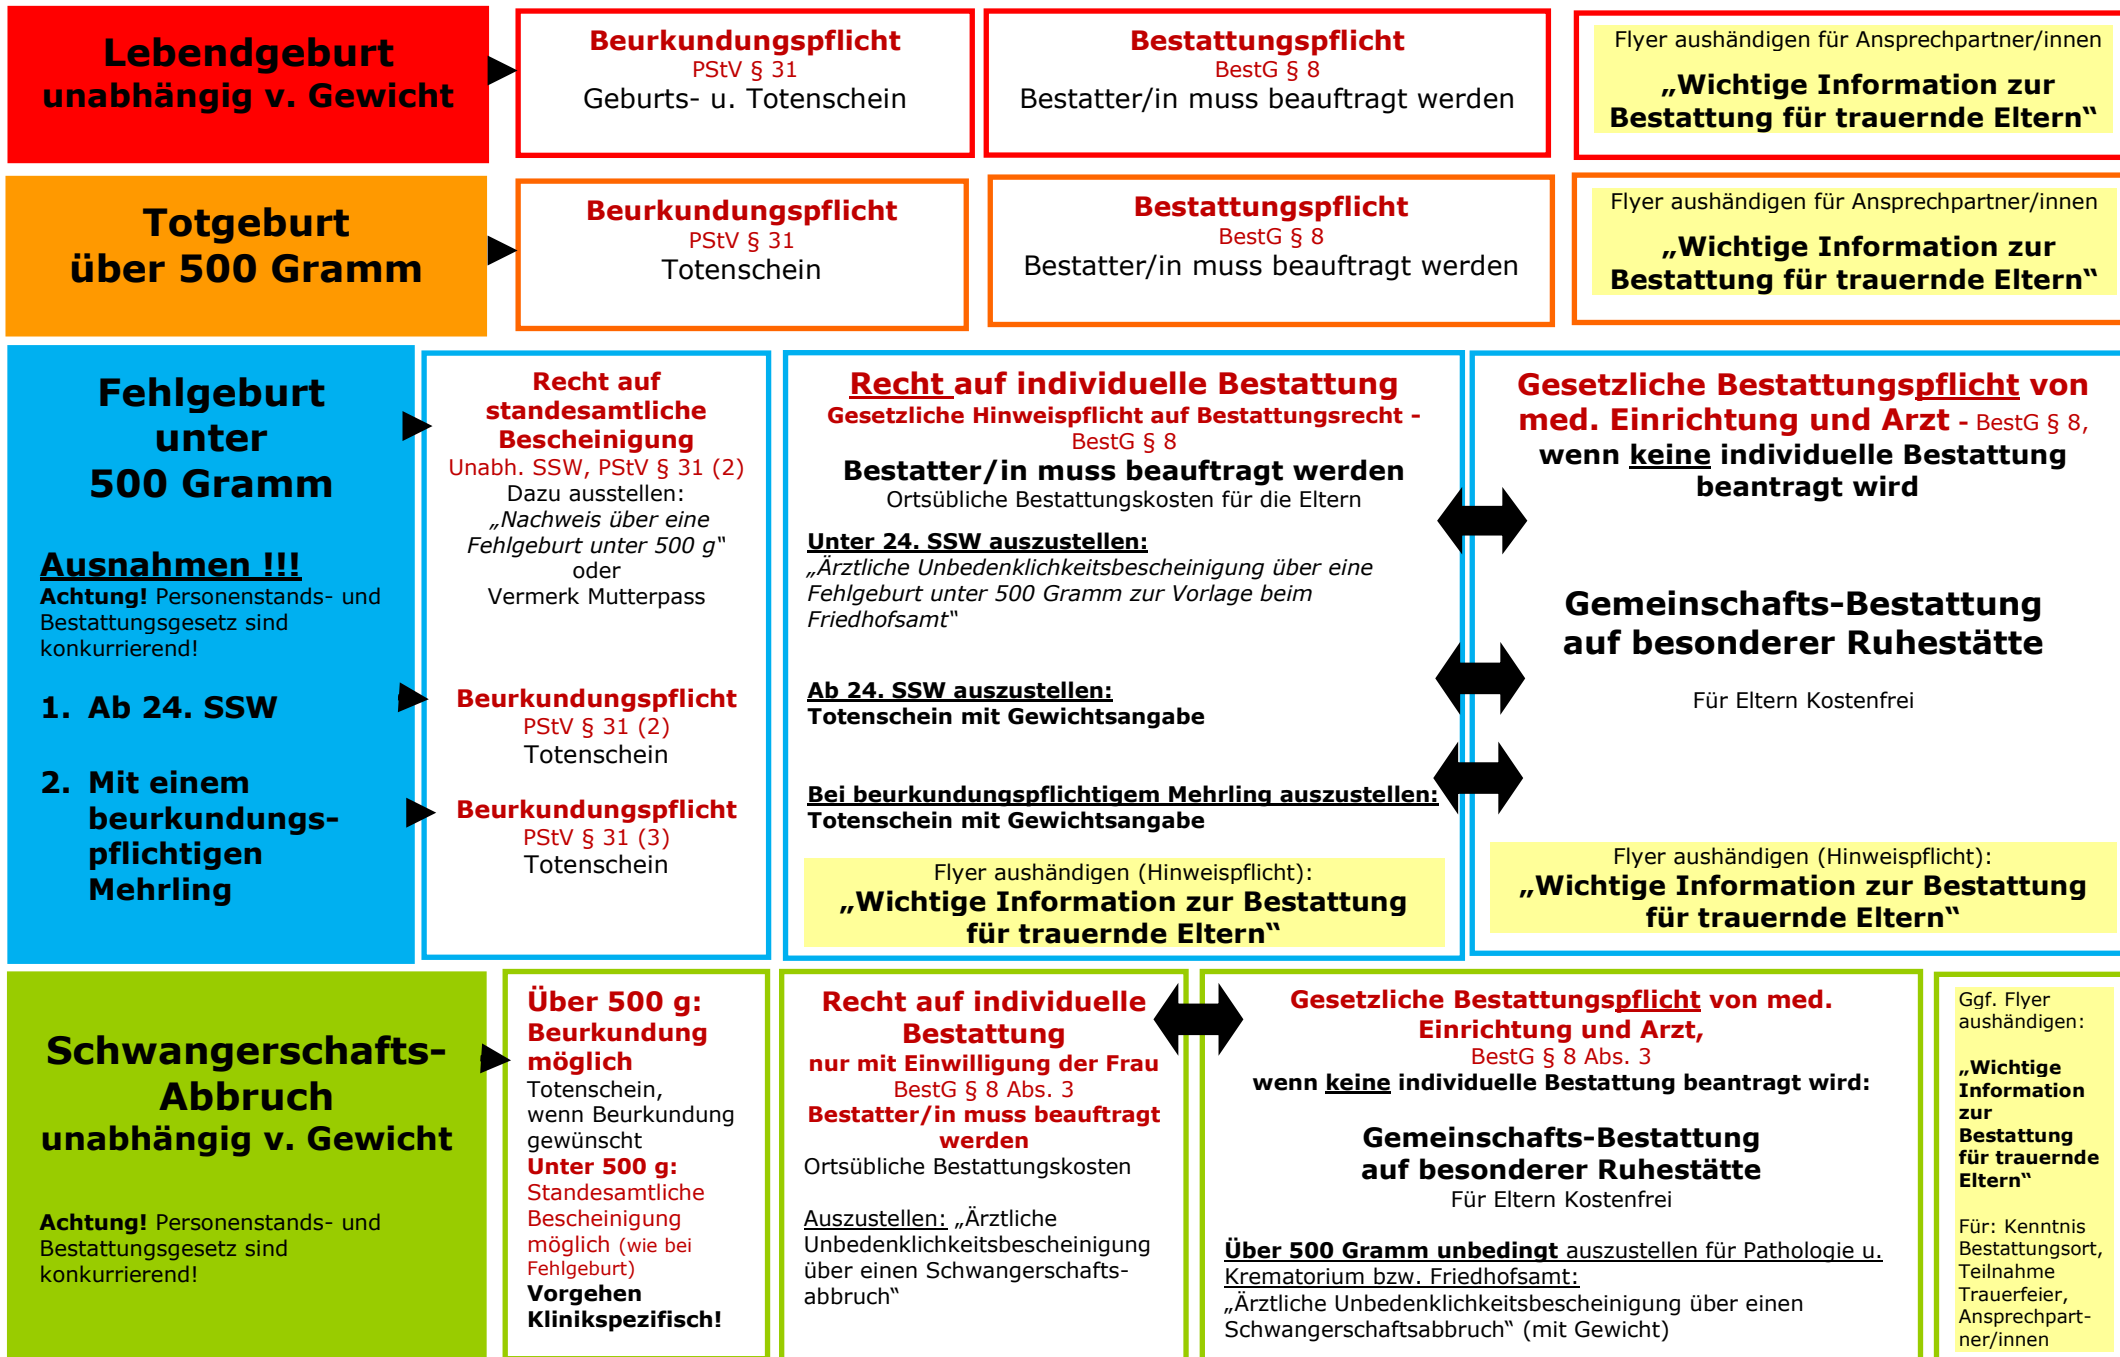 Lebendgeburt
unabhängig v. Gewicht
Beurkundungspflicht
PStV § 31
Geburts- u. Totenschein
Bestattungspflicht
BestG § 8
Bestatter/in muss beauftragt werden
Flyer aushändigen für Ansprechpartner/innen
„Wichtige Information zur
Bestattung für trauernde Eltern“
Totgeburt
über 500 Gramm
Beurkundungspflicht
PStV § 31
Totenschein
Bestattungspflicht
BestG § 8
Bestatter/in muss beauftragt werden
Flyer aushändigen für Ansprechpartner/innen
„Wichtige Information zur
Bestattung für trauernde Eltern“
Fehlgeburt
unter
500 Gramm
Ausnahmen !!!
Achtung! Personenstands- und
Bestattungsgesetz sind
konkurrierend!
1. Ab 24. SSW
2. Mit einem
beurkundungs-
pflichtigen
Mehrling
Recht auf
standesamtliche
Bescheinigung
Unabh. SSW, PStV § 31 (2)
Dazu ausstellen:
„Nachweis über eine
Fehlgeburt unter 500 g“
oder
Vermerk Mutterpass
Beurkundungspflicht
PStV § 31 (2)
Totenschein
Beurkundungspflicht
PStV § 31 (3)
Totenschein
Recht auf individuelle Bestattung
Gesetzliche Hinweispflicht auf Bestattungsrecht -
BestG § 8
Bestatter/in muss beauftragt werden
Ortsübliche Bestattungskosten für die Eltern
Unter 24. SSW auszustellen:
„Ärztliche Unbedenklichkeitsbescheinigung über eine
Fehlgeburt unter 500 Gramm zur Vorlage beim
Friedhofsamt“
Ab 24. SSW auszustellen:
Totenschein mit Gewichtsangabe
Bei beurkundungspflichtigem Mehrling auszustellen:
Totenschein mit Gewichtsangabe
Flyer aushändigen (Hinweispflicht):
„Wichtige Information zur Bestattung
für trauernde Eltern“
Gesetzliche Bestattungspflicht von
med. Einrichtung und Arzt - BestG § 8,
wenn keine individuelle Bestattung
beantragt wird
Gemeinschafts-Bestattung
auf besonderer Ruhestätte
Für Eltern Kostenfrei
Flyer aushändigen (Hinweispflicht):
„Wichtige Information zur Bestattung
für trauernde Eltern“
Schwangerschafts-
Abbruch
unabhängig v. Gewicht
Achtung! Personenstands- und
Bestattungsgesetz sind
konkurrierend!
Über 500 g:
Beurkundung
möglich
Totenschein,
wenn Beurkundung
gewünscht
Unter 500 g:
Standesamtliche
Bescheinigung
möglich (wie bei
Fehlgeburt)
Vorgehen
Klinikspezifisch!
Recht auf individuelle
Bestattung
nur mit Einwilligung der Frau
BestG § 8 Abs. 3
Bestatter/in muss beauftragt
werden
Ortsübliche Bestattungskosten
Auszustellen: „Ärztliche
Unbedenklichkeitsbescheinigung
über einen Schwangerschafts-
abbruch“
Gesetzliche Bestattungspflicht von med.
Einrichtung und Arzt,
BestG § 8 Abs. 3
wenn keine individuelle Bestattung beantragt wird:
Gemeinschafts-Bestattung
auf besonderer Ruhestätte
Für Eltern Kostenfrei
Über 500 Gramm unbedingt auszustellen für Pathologie u.
Krematorium bzw. Friedhofsamt:
„Ärztliche Unbedenklichkeitsbescheinigung über einen
Schwangerschaftsabbruch“ (mit Gewicht)
Ggf. Flyer
aushändigen:
„Wichtige
Information
zur
Bestattung
für trauernde
Eltern“
Für: Kenntnis
Bestattungsort,
Teilnahme
Trauerfeier,
Ansprechpart-
ner/innen